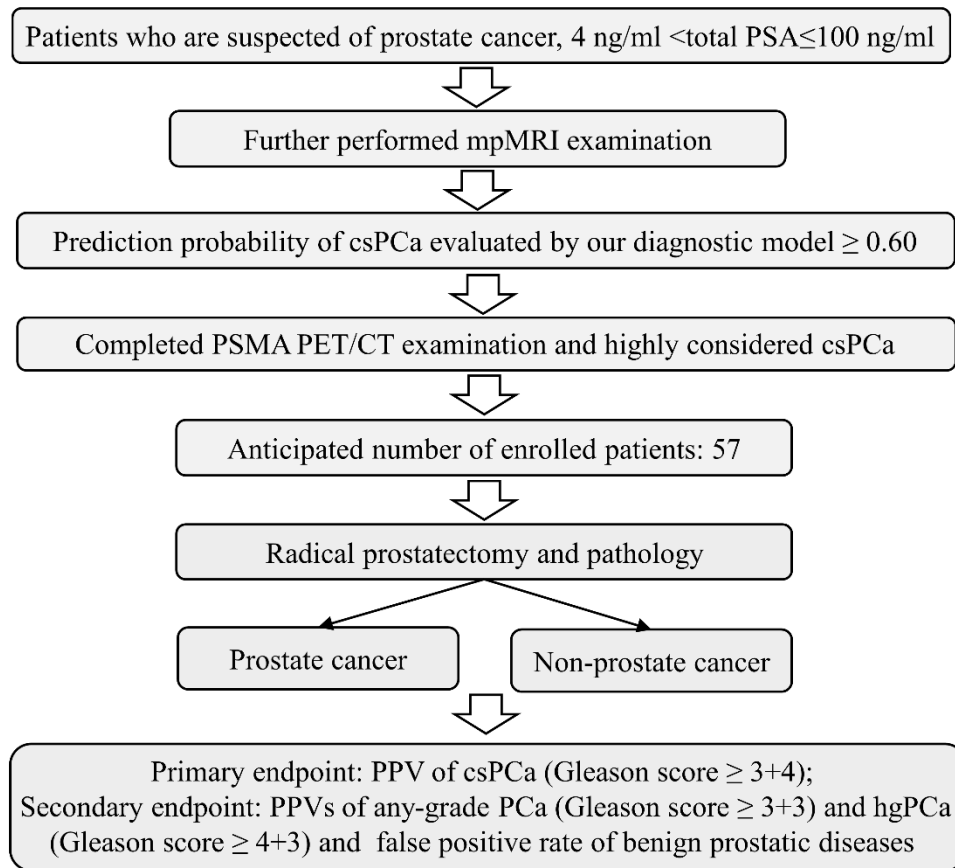 Patients who are suspected of prostate cancer, 4 ng/ml <total PSA≤100 ng/ml
Further performed mpMRI examination
Prediction probability of csPCa evaluated by our diagnostic model ≥ 0.60
Completed PSMA PET/CT examination and highly considered csPCa
Anticipated number of enrolled patients: 57
Radical prostatectomy and pathology
Prostate cancer
Non-prostate cancer
Primary endpoint: PPV of csPCa (Gleason score ≥ 3+4);
Secondary endpoint: PPVs of any-grade PCa (Gleason score ≥ 3+3) and hgPCa
(Gleason score ≥ 4+3) and false positive rate of benign prostatic diseases